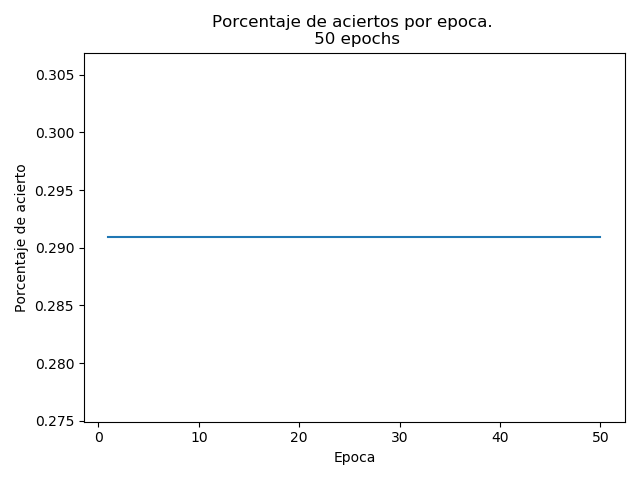 Porcentaje de aciertos por epoca.
50 epochs
0.305
0.300
0.295
0.290
0.285
0.280
0.275
Porcentaje de acierto
0 10 20 30 40 50
Epoca